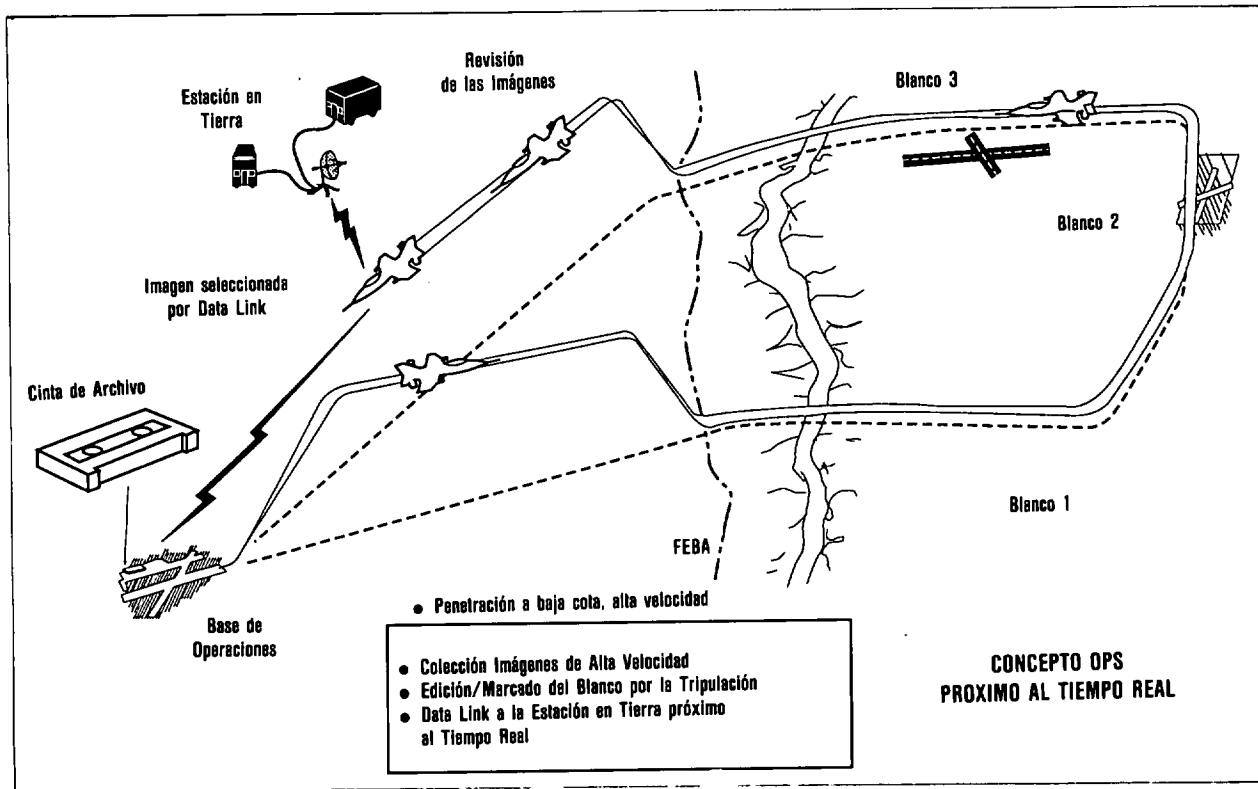 Revisión
de las Imágenes
Blanco 3
Estación en
Tierra
Blanco 2
Imagen seleccionada
por Data Link
Cinta de Archivo
Blanco 1
FEBA
● Penetración a baja cota, alta velocidad
Base de
Operaciones
● Colección Imágenes de Alta Velocidad
● Edición/Marcado del Blanco por la Tripulación
● Data Link a la Estación en Tierra próximo
al Tiempo Real
CONCEPTO OPS
PROXIMO AL TIEMPO REAL